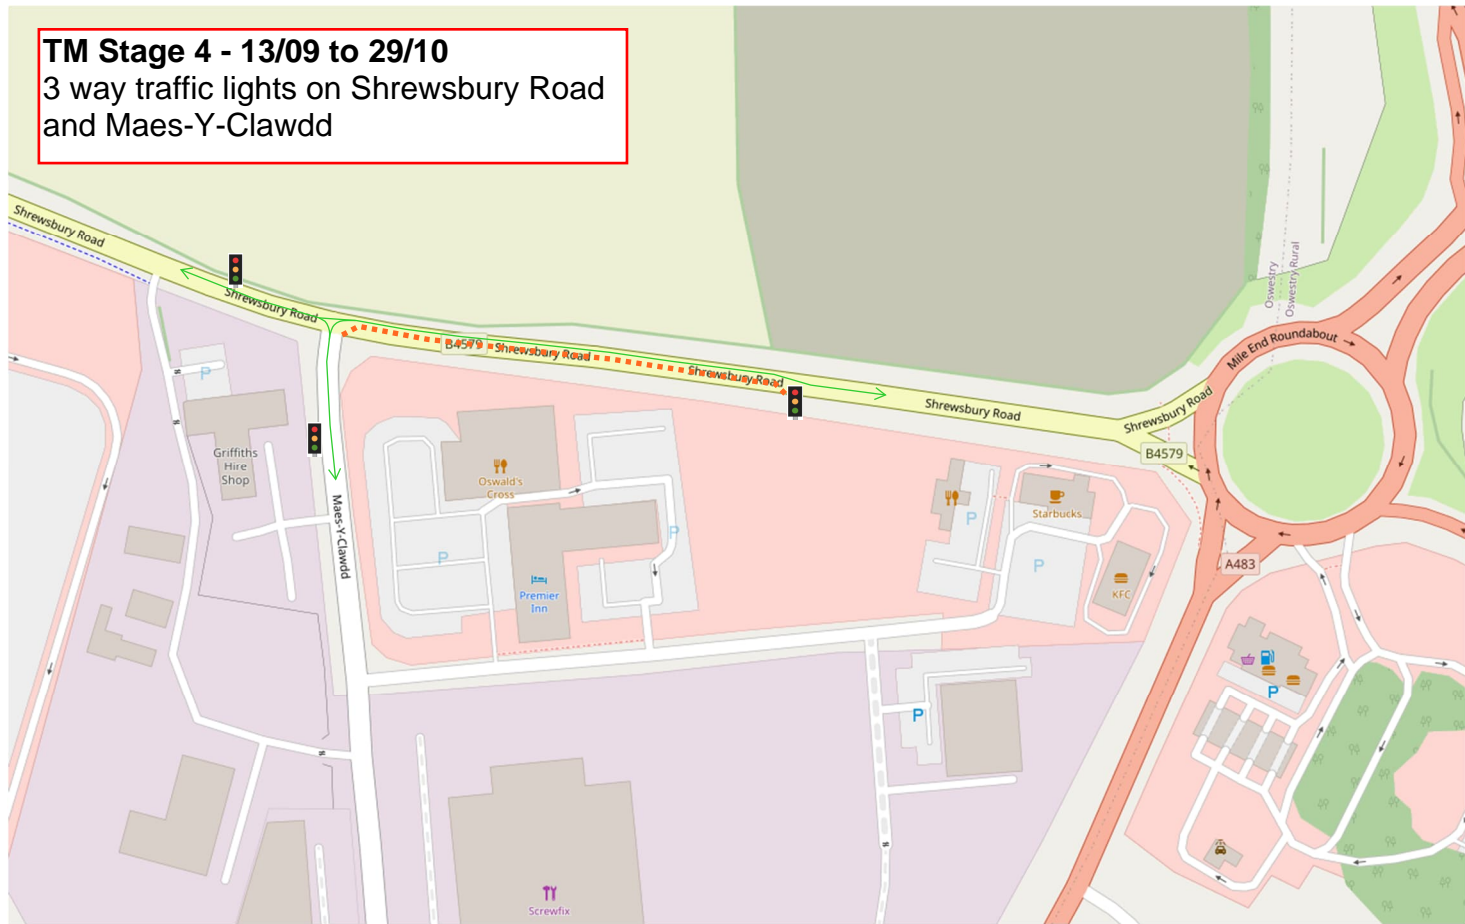 TM Stage 4 - 13/09 to 29/10
3 way traffic lights on Shrewsbury Road
and Maes-Y-Clawdd
Shrewsbury Road
Shrewsbury Road
B4579
Shrewsbury Road
Shrewsbury Road
Shrewsbury Road
Shrewsbury Road
B4579
Mile End Roundabout
Oswestry
Oswestry Rural
A483
Maes-Y-Clawdd
P
Griffiths
Hire
Shop
Oswald's
Cross
P
P
Premier
Inn
P
Starbucks
P
KFC
P
P
Screwfix